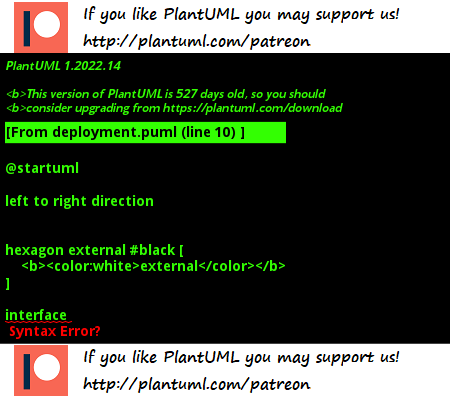 If you like PlantUML you may support us!
http://plantuml.com/patreon
PlantUML 1.2022.14
<b>This version of PlantUML is 527 days old, so you should
<b>consider upgrading from https://plantuml.com/download
[From deployment.puml (line 10) ]
@startuml
left to right direction
hexagon external #black [
<b><color:white>external</color></b>
]
interface
Syntax Error?
If you like PlantUML you may support us!
http://plantuml.com/patreon